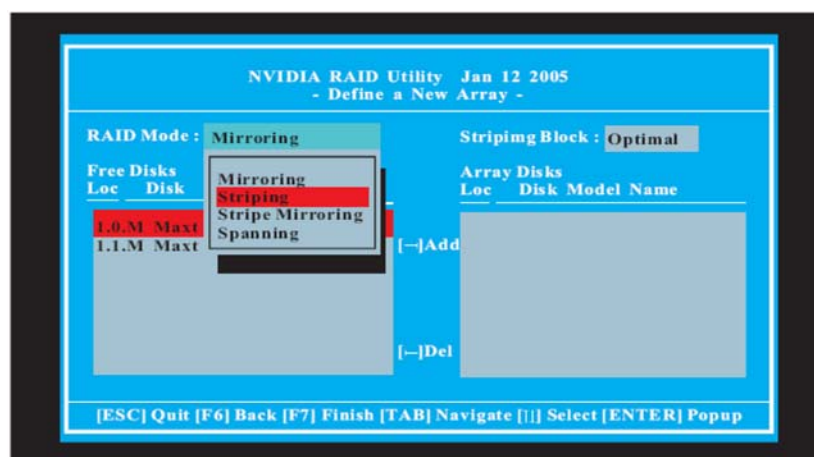 NVIDIA RAID Utility Jan 12 2005
- Define a New Array -
RAID Mode : Mirroring
Stripimg Block : Optimal
Free Disks
Loc Disk
Mirroring
Striping
Stripe Mirroring
Spanning
1.0.M Maxt
1.1.M Maxt
[→]Add
[←]Del
Array Disks
Loc Disk Model Name
[ESC] Quit [F6] Back [F7] Finish [TAB] Navigate [↑↓] Select [ENTER] Popup